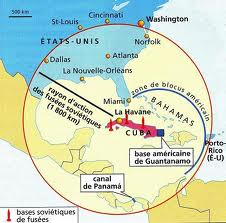 500 km
Cincinnati
St-Louis
Washington
ÉTATS-UNIS
Norfolk
Atlanta
Dallas
La Nouvelle-Orléans
zone de blocus américain
rayon d'action
des fusées soviétiques
(1 800 km)
Miami
BAHAMAS
La Havane
Porto-
Rico
(É-U)
CUBA
base américaine
de Guantanamo
canal
de Panamá
bases soviétiques
de fusées